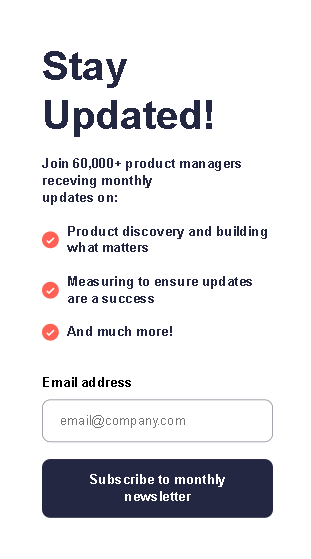 Stay
Updated!
Join 60,000+ product managers
receving monthly
updates on:
Product discovery and building
what matters
Measuring to ensure updates
are a success
And much more!
Email address
email@company.com
Subscribe to monthly
newsletter